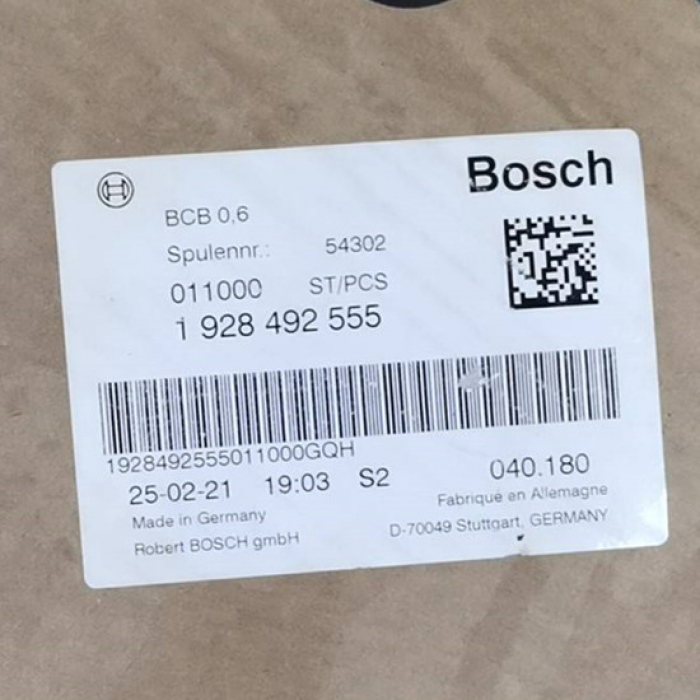 Bosch
BCB 0,6
Spulennr.: 54302
011000 ST/PCS
1 928 492 555
1928492555011000GQH
25-02-21 19:03 S2 040.180
Made in Germany Fabriqué en Allemagne
Robert BOSCH gmbH D-70049 Stuttgart, GERMANY